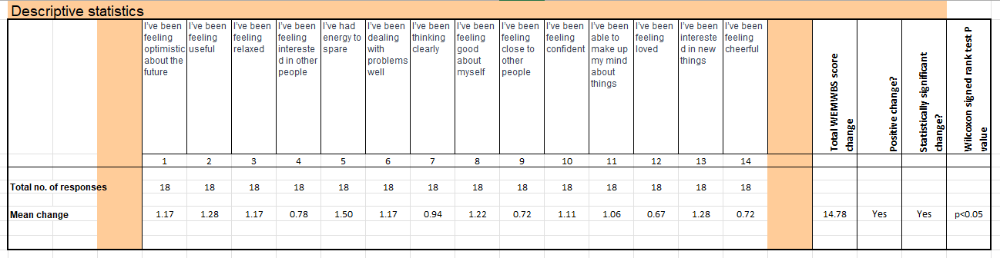 Descriptive statistics
I've been feeling optimistic about the future
I've been feeling useful
I've been feeling relaxed
I've been feeling intereste d in other people
I've had energy to spare
I've been dealing with problems well
I've been thinking clearly
I've been feeling good about myself
I've been feeling close to other people
I've been feeling confident
I've been able to make up my mind about things
I've been feeling loved
I've been intereste d in new things
I've been feeling cheerful
Total WEMWBS score change
Positive change?
Statistically significant change?
Wilcoxon signed rank test P value
1 2 3 4 5 6 7 8 9 10 11 12 13 14
Total no. of responses 18 18 18 18 18 18 18 18 18 18 18 18 18 18
Mean change 1.17 1.28 1.17 0.78 1.50 1.17 0.94 1.22 0.72 1.11 1.06 0.67 1.28 0.72 14.78 Yes Yes p<0.05